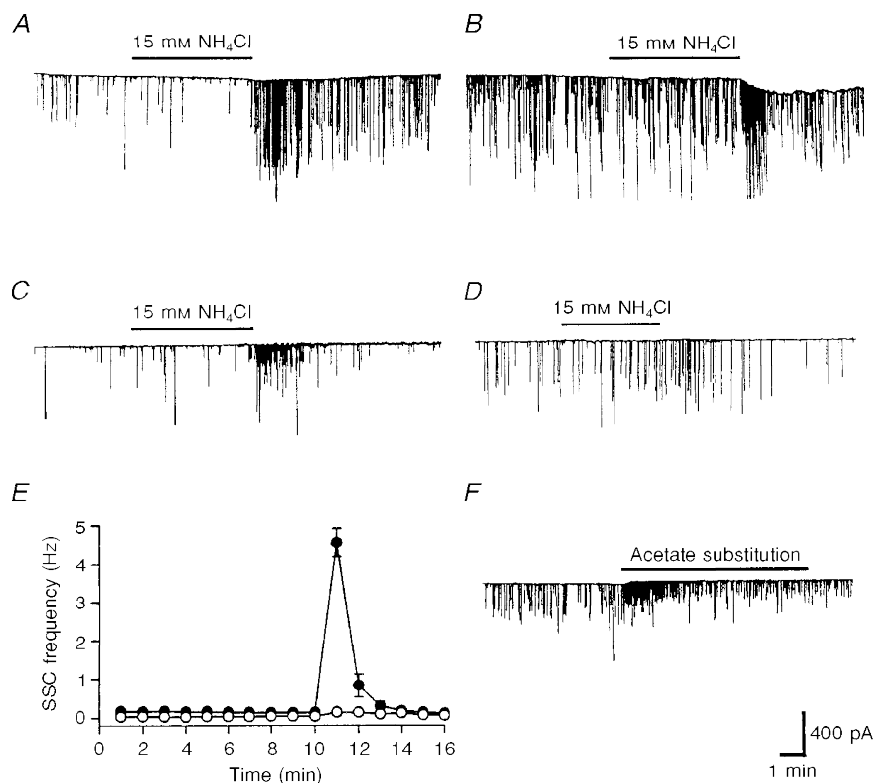 A
15 mM NH₄Cl
B
15 mM NH₄Cl
C
15 mM NH₄Cl
D
15 mM NH₄Cl
E
SSC frequency (Hz)
5
4
3
2
1
0
0 2 4 6 8 10 12 14 16
Time (min)
F
Acetate substitution
400 pA
1 min